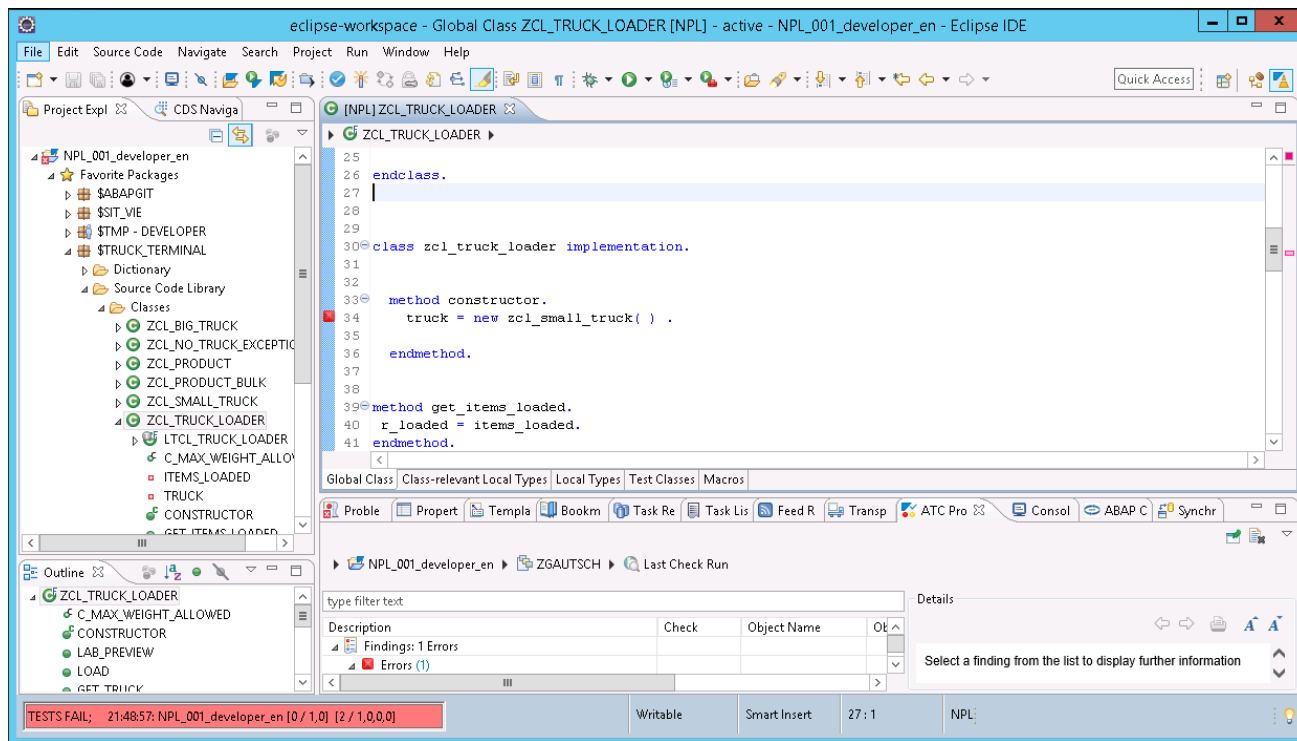 eclipse-workspace - Global Class ZCL_TRUCK_LOADER [NPL] - active - NPL_001_developer_en - Eclipse IDE
File Edit Source Code Navigate Search Project Run Window Help
Quick Access
Project Expl CDS Naviga
NPL_001_developer_en
Favorite Packages
$ABAPGIT
$SIT_VIE
$TMP - DEVELOPER
$TRUCK_TERMINAL
Dictionary
Source Code Library
Classes
ZCL_BIG_TRUCK
ZCL_NO_TRUCK_EXCEPTIO
ZCL_PRODUCT
ZCL_PRODUCT_BULK
ZCL_SMALL_TRUCK
ZCL_TRUCK_LOADER
LTCL_TRUCK_LOADER
C_MAX_WEIGHT_ALLOW
ITEMS_LOADED
TRUCK
CONSTRUCTOR
GET_ITEMS_LOADED
[NPL] ZCL_TRUCK_LOADER
ZCL_TRUCK_LOADER
25
26 endclass.
27
28
29
30 class zcl_truck_loader implementation.
31
32
33 method constructor.
34 truck = new zcl_small_truck( ) .
35
36 endmethod.
37
38
39 method get_items_loaded.
40 r_loaded = items_loaded.
41 endmethod.
Global Class Class-relevant Local Types Local Types Test Classes Macros
Proble Propert Templa Bookm Task Re Task Lis Feed R Transp ATC Pro Consol ABAP C Synchr
NPL_001_developer_en ZGAUTSCH Last Check Run
type filter text
Description Check Object Name Ob
Findings: 1 Errors
Errors (1)
Details
Select a finding from the list to display further information
Outline
ZCL_TRUCK_LOADER
C_MAX_WEIGHT_ALLOWED
CONSTRUCTOR
LAB_PREVIEW
LOAD
GET_TRUCK
TESTS FAIL; 21:48:57: NPL_001_developer_en [0 / 1,0] [2 / 1,0,0,0]
Writable Smart Insert 27 : 1 NPL